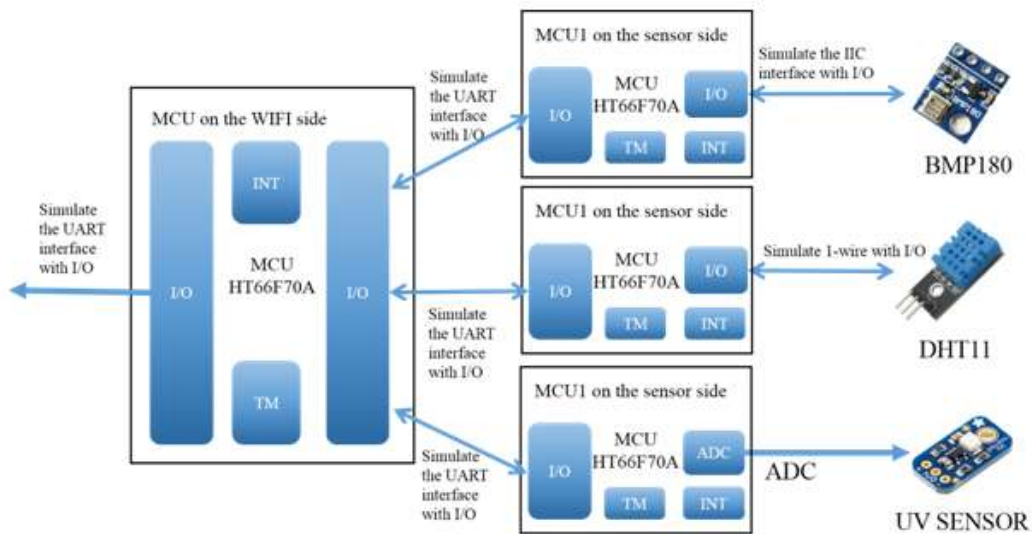 MCU on the WIFI side
I/O
INT
MCU
HT66F70A
TM
I/O
Simulate
the UART
interface
with I/O
Simulate
the UART
interface
with I/O
MCU1 on the sensor side
I/O
MCU
HT66F70A
I/O
TM
INT
Simulate the IIC
interface with I/O
BMP180
BMP180
Simulate
the UART
interface
with I/O
MCU1 on the sensor side
I/O
MCU
HT66F70A
I/O
TM
INT
Simulate 1-wire with I/O
DHT11
Simulate
the UART
interface
with I/O
MCU1 on the sensor side
I/O
MCU
HT66F70A
ADC
TM
INT
ADC
UV SENSOR